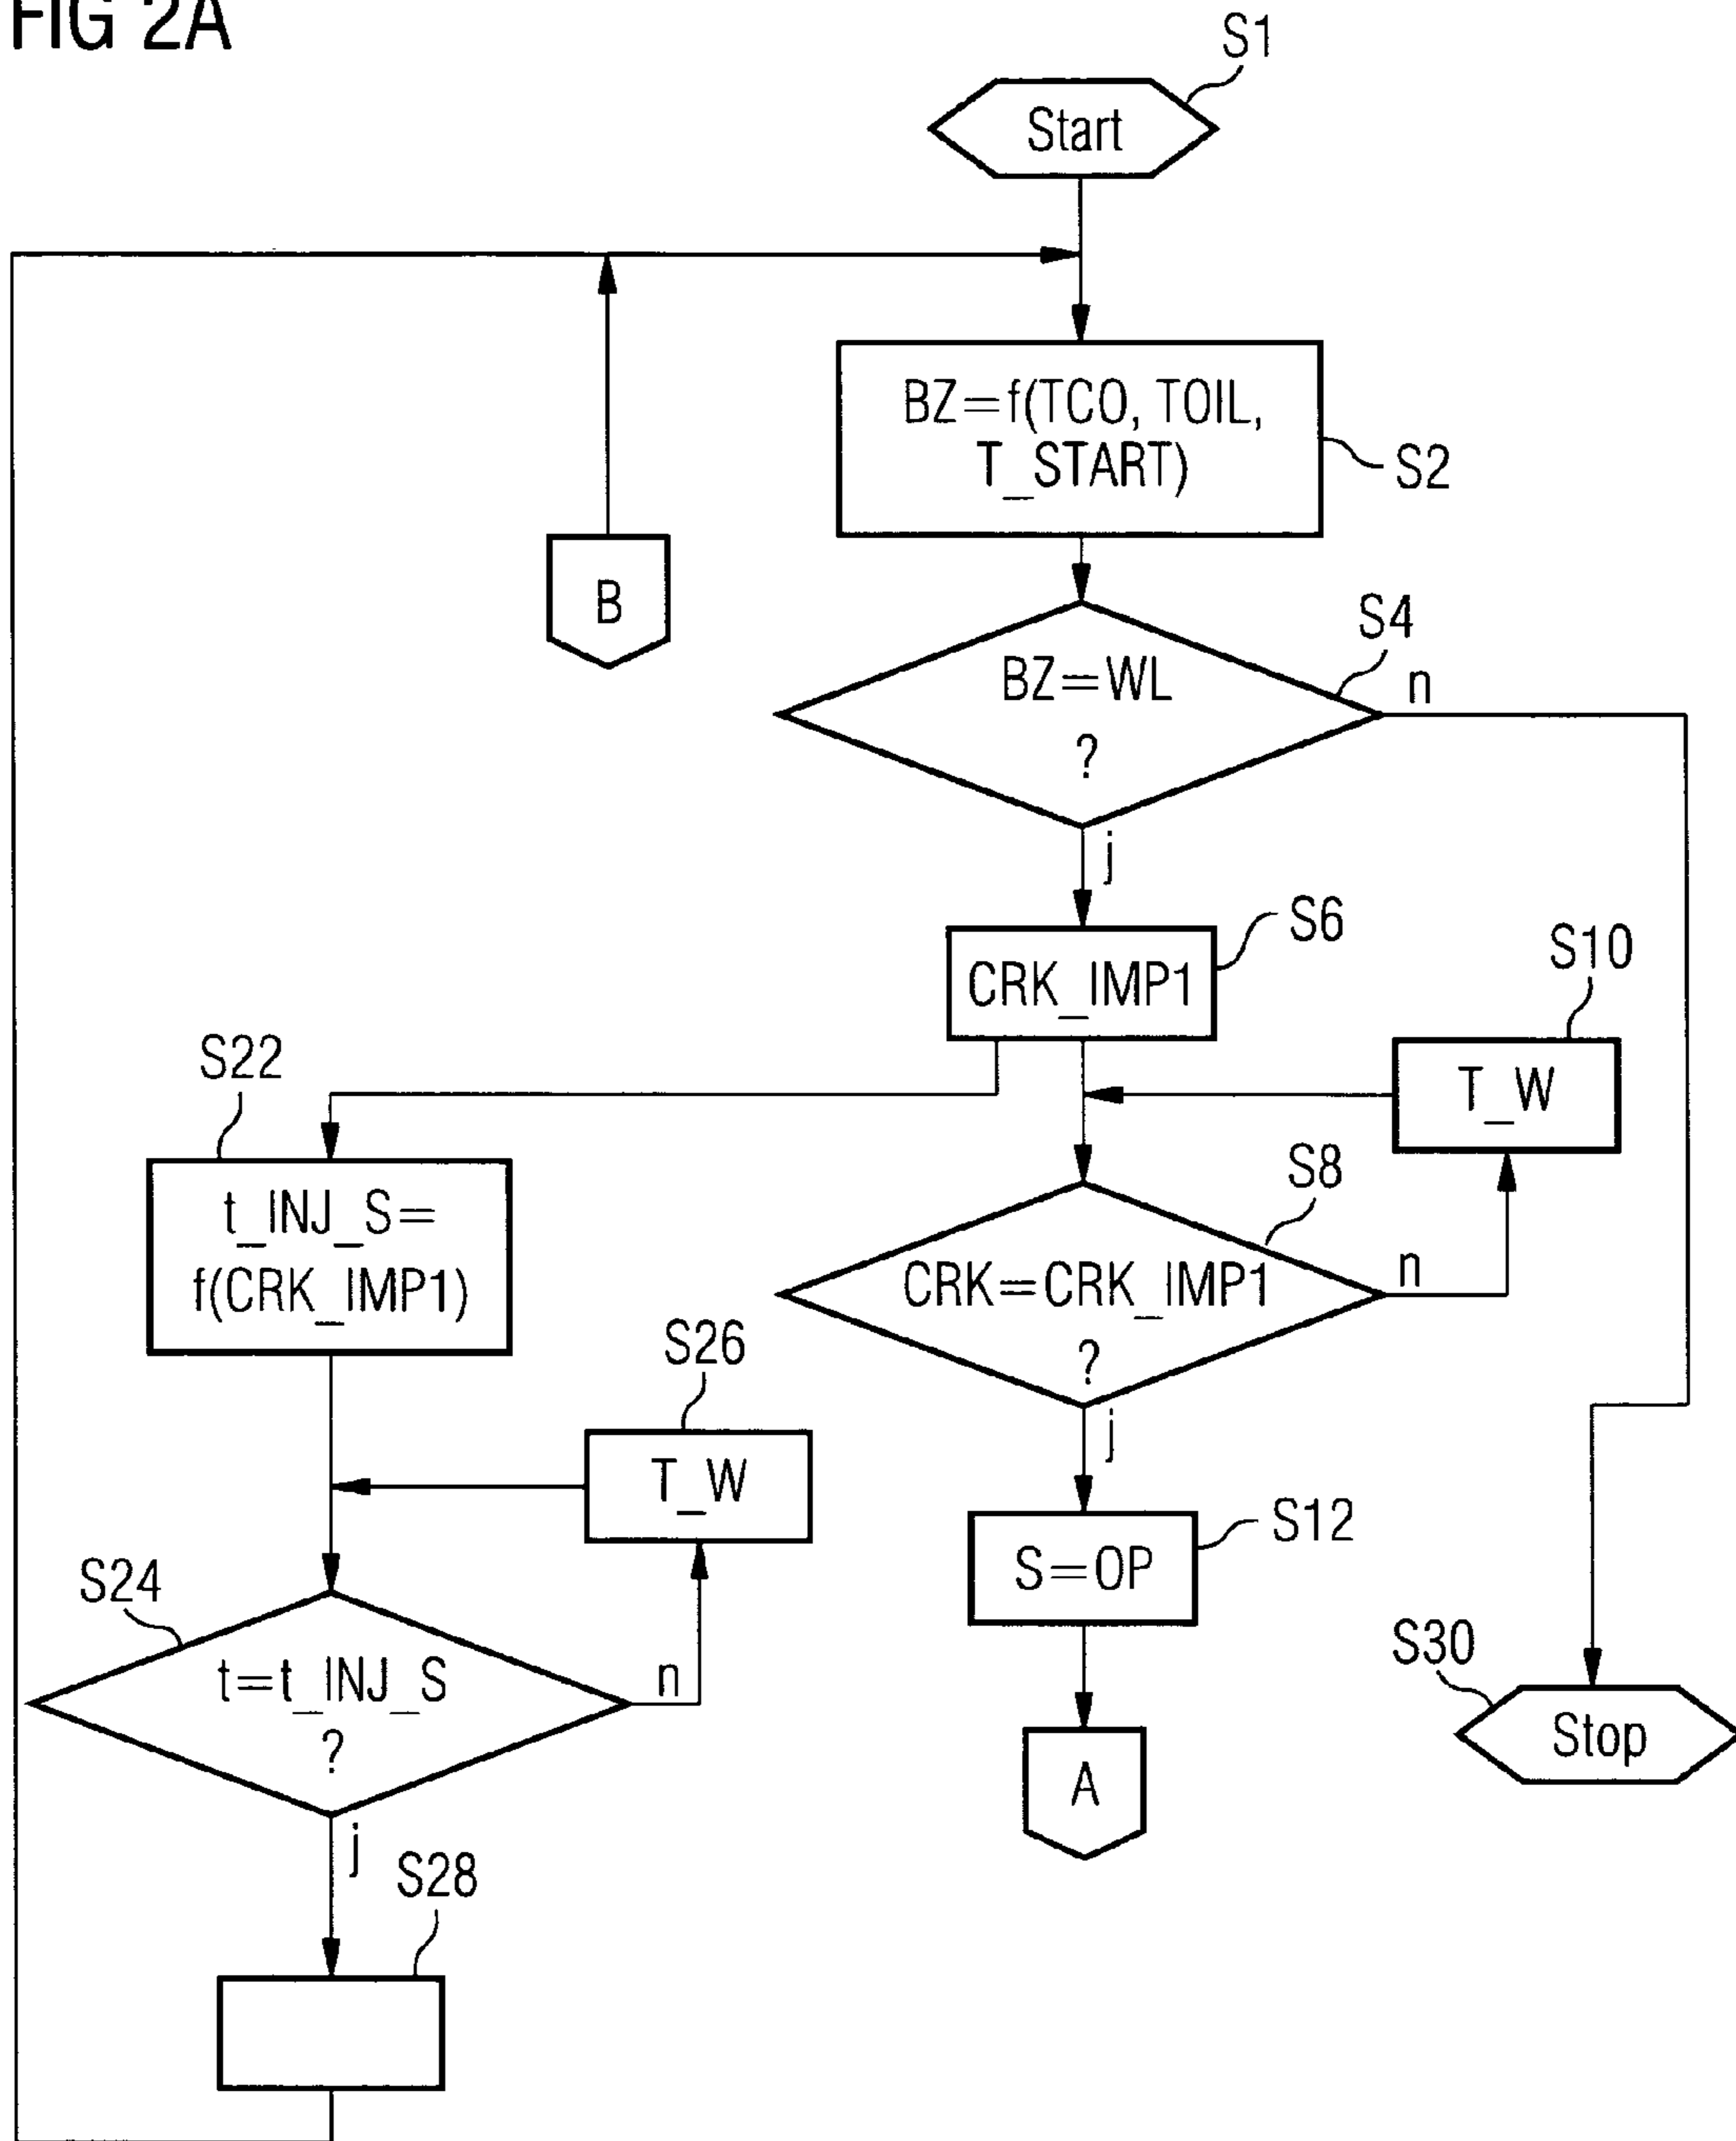 FIG 2A
S1
Start
BZ=f(TCO, TOIL,
T_START)
S2
B
S4
BZ=WL
?
n
j
S6
CRK_IMP1
S10
T_W
S22
t_INJ_S=
f(CRK_IMP1)
S8
CRK=CRK_IMP1
?
n
j
S26
T_W
S12
S=OP
S24
t=t_INJ_S
?
n
j
A
S30
Stop
S28